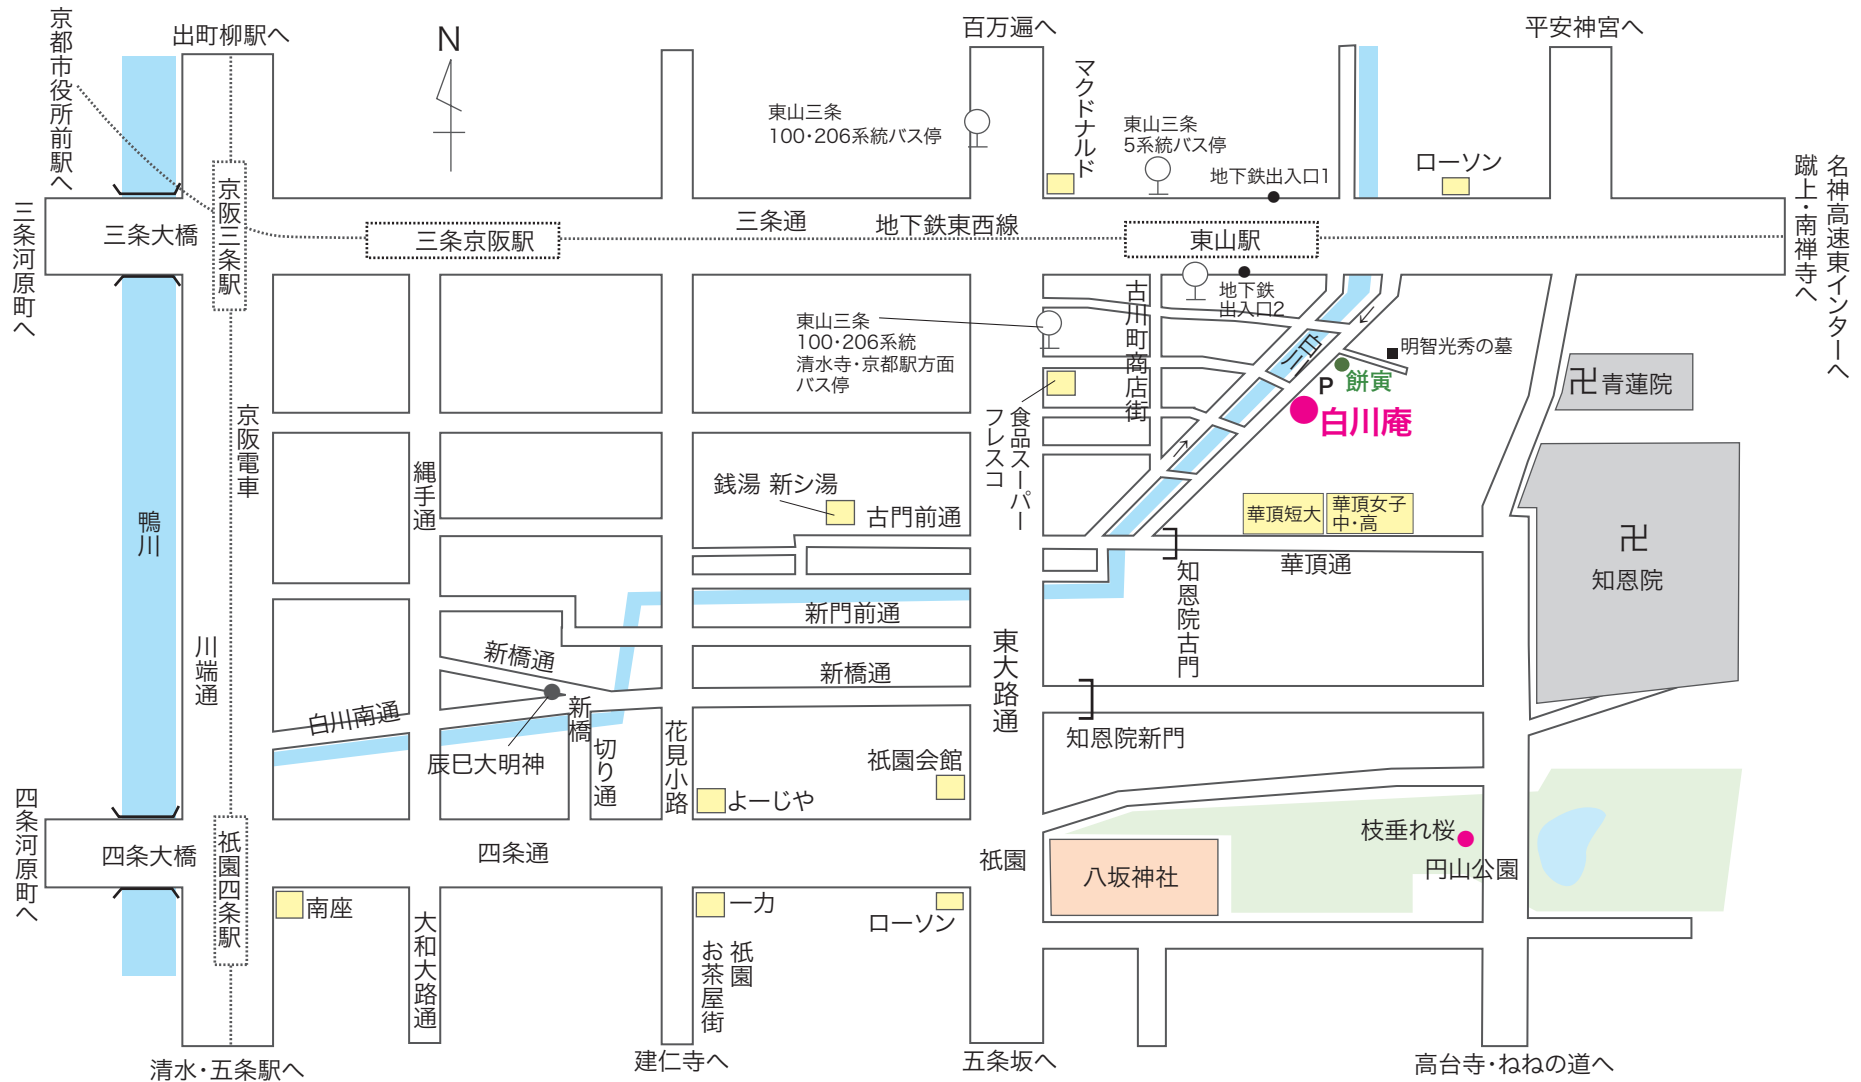 京都市役所前駅へ
出町柳駅へ
N
百万遍へ
平安神宮へ
マクドナルド
東山三条
100・206系統バス停
東山三条
5系統バス停
地下鉄出入口1
ローソン
名神高速東インターへ
蹴上・南禅寺へ
三条河原町へ
三条大橋
京阪三条駅
三条京阪駅
三条通
地下鉄東西線
東山駅
地下鉄
出入口2
古川町商店街
東山三条
100・206系統
清水寺・京都駅方面
バス停
白川
明智光秀の墓
P
餅寅
白川庵
卍 青蓮院
京阪電車
縄手通
食品スーパー
フレスコ
銭湯 新シ湯
古門前通
華頂短大
華頂女子
中・高
華頂通
卍
知恩院
鴨川
知恩院古門
新門前通
川端通
新橋通
新橋通
東大路通
白川南通
新橋
辰巳大明神
切り通
花見小路
知恩院新門
祇園会館
よーじや
四条河原町へ
四条大橋
祇園四条駅
四条通
祇園
八坂神社
枝垂れ桜
円山公園
南座
一力
ローソン
大和大路通
祇園
お茶屋街
清水・五条駅へ
建仁寺へ
五条坂へ
高台寺・ねねの道へ